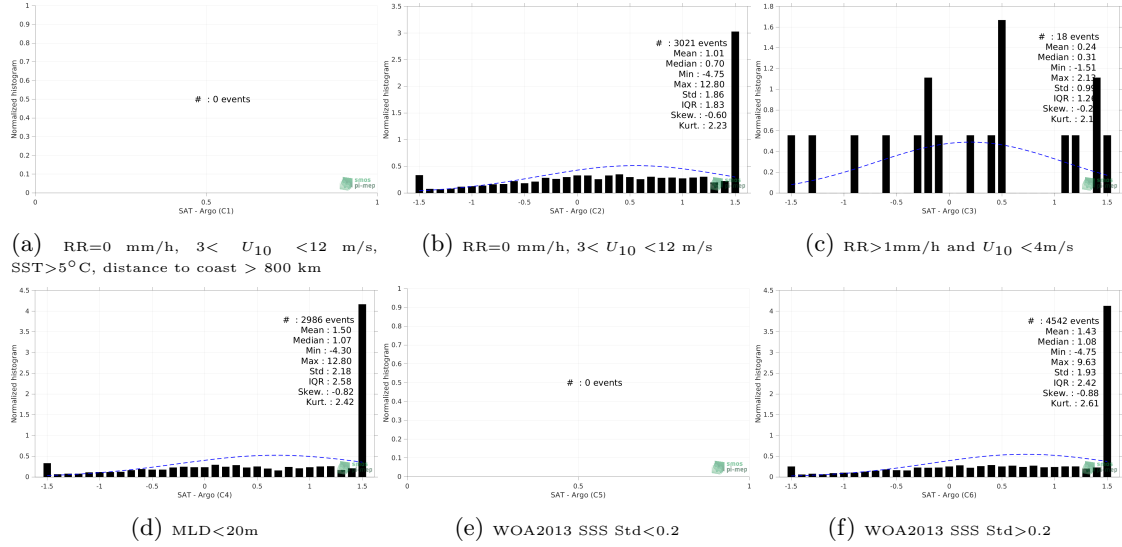 1
0.9
0.8
0.7
0.6
0.5
0.4
0.3
0.2
0.1
0
Normalized histogram
# : 0 events
0
0.5
1
SAT - Argo (C1)
smos
pi-mep
(a) RR=0 mm/h, 3< U10 <12 m/s,
SST>5°C, distance to coast > 800 km
3.5
3
2.5
2
1.5
1
0.5
0
Normalized histogram
# : 3021 events
Mean : 1.01
Median : 0.70
Min : -4.75
Max : 12.80
Std : 1.86
IQR : 1.83
Skew. : -0.60
Kurt. : 2.23
-1.5
-1
-0.5
0
0.5
1
1.5
SAT - Argo (C2)
smos
pi-mep
(b) RR=0 mm/h, 3< U10 <12 m/s
1.8
1.6
1.4
1.2
1
0.8
0.6
0.4
0.2
0
Normalized histogram
# : 18 events
Mean : 0.24
Median : 0.31
Min : -1.51
Max : 2.13
Std : 0.99
IQR :
Skew. :
Kurt. :
-1.5
-1
-0.5
0
0.5
1
1.5
SAT - Argo (C3)
smos
pi-mep
(c) RR>1mm/h and U10 <4m/s
4.5
4
3.5
3
2.5
2
1.5
1
0.5
0
Normalized histogram
# : 2986 events
Mean : 1.50
Median : 1.07
Min : -4.30
Max : 12.80
Std : 2.18
IQR : 2.58
Skew. : -0.82
Kurt. : 2.42
-1.5
-1
-0.5
0
0.5
1
1.5
SAT - Argo (C4)
smos
pi-mep
(d) MLD<20m
1
0.9
0.8
0.7
0.6
0.5
0.4
0.3
0.2
0.1
0
Normalized histogram
# : 0 events
0
0.5
1
SAT - Argo (C5)
smos
pi-mep
(e) WOA2013 SSS Std<0.2
4.5
4
3.5
3
2.5
2
1.5
1
0.5
0
Normalized histogram
# : 4542 events
Mean : 1.43
Median : 1.08
Min : -4.75
Max : 9.63
Std : 1.93
IQR : 2.42
Skew. : -0.88
Kurt. : 2.61
-1.5
-1
-0.5
0
0.5
1
1.5
SAT - Argo (C6)
smos
pi-mep
(f) WOA2013 SSS Std>0.2